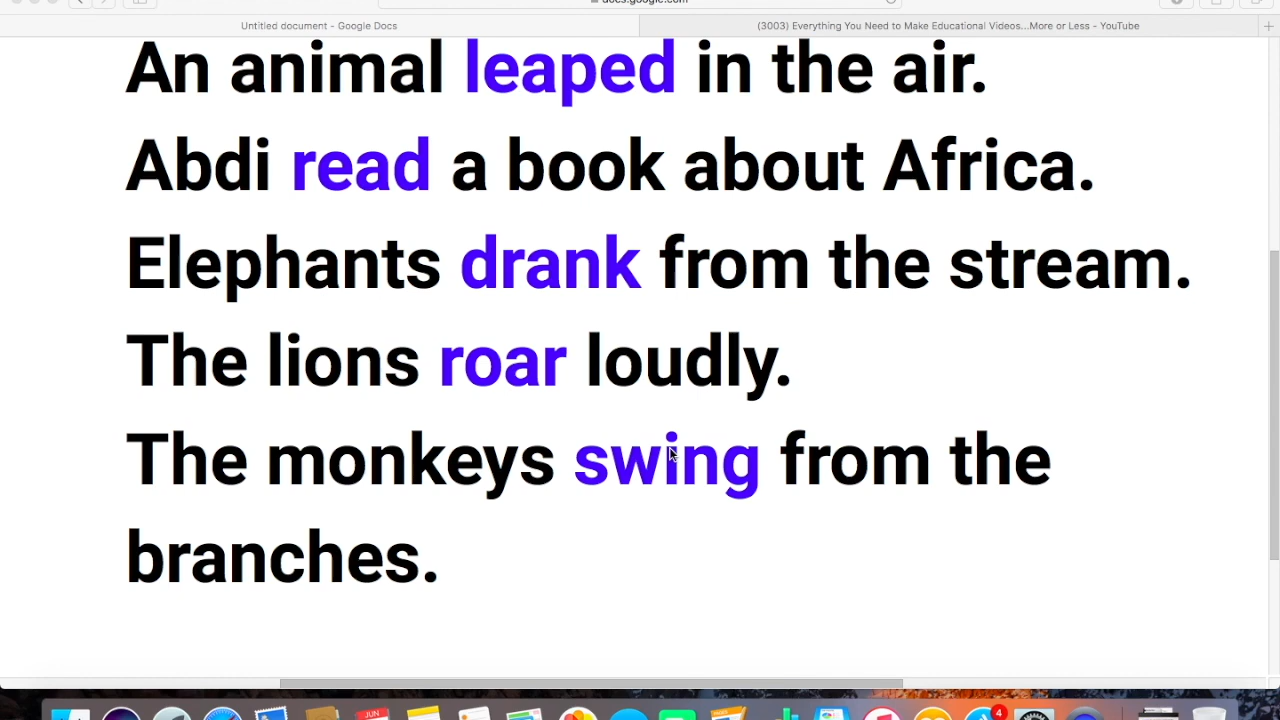 Untitled document - Google Docs
(3003) Everything You Need to Make Educational Videos...More or Less - YouTube
An animal leaped in the air.
Abdi read a book about Africa.
Elephants drank from the stream.
The lions roar loudly.
The monkeys swing from the
branches.
JUN
4